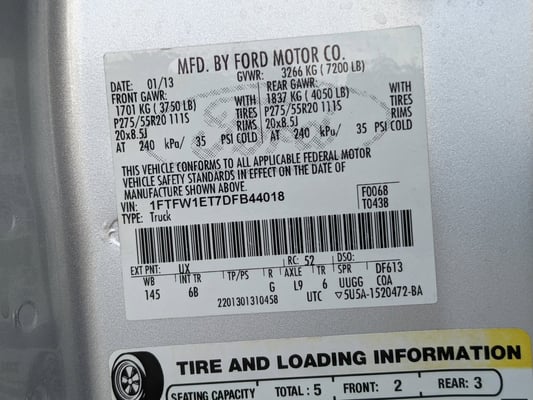 MFD. BY FORD MOTOR CO.
DATE: 01/13 GVWR: 3266 KG (7200 LB)
FRONT GAWR: REAR GAWR:
1701 KG (3750 LB) WITH 1837 KG (4050 LB) WITH
P275/55R20 111S TIRES P275/55R20 111S TIRES
20x8.5J RIMS 20x8.5J RIMS
AT 240 kPa/ 35 PSI COLD AT 240 kPa/ 35 PSI COLD
THIS VEHICLE CONFORMS TO ALL APPLICABLE FEDERAL MOTOR
VEHICLE SAFETY STANDARDS IN EFFECT ON THE DATE OF
MANUFACTURE SHOWN ABOVE.
VIN: 1FTFW1ET7DFB44018 F0068
TYPE: Truck T043B
EXT PNT: UX RC: 52 DSO:
WB INT TR TP/PS R AXLE TR SPR DF613
145 6B G L9 6 UUGG COA
2201301310458 UTC ▽5U5A-1520472-BA
TIRE AND LOADING INFORMATION
SEATING CAPACITY TOTAL : 5 FRONT: 2 REAR: 3